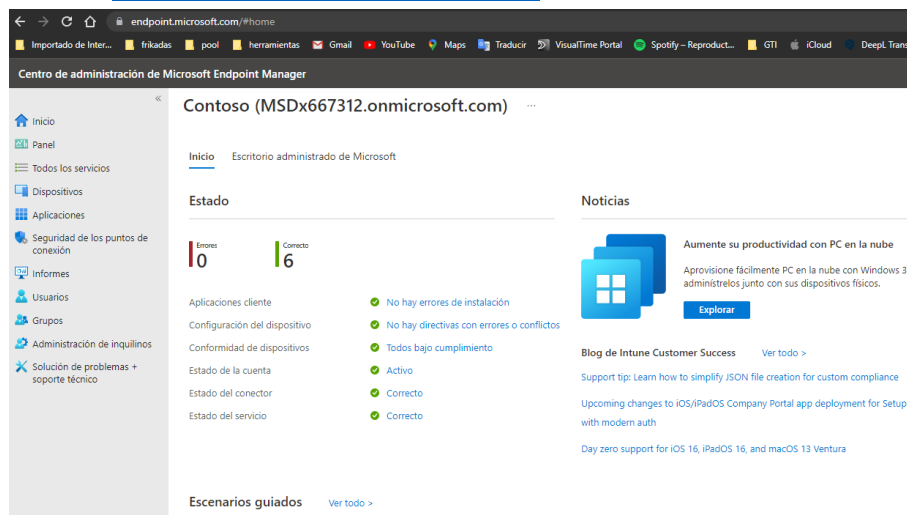 endpoint.microsoft.com/#home
Importado de Inter... frikadas pool herramientas Gmail YouTube Maps Traducir VisualTime Portal Spotify – Reproduct... GTI iCloud DeepL Trans
Centro de administración de Microsoft Endpoint Manager
«
Inicio
Panel
Todos los servicios
Dispositivos
Aplicaciones
Seguridad de los puntos de
conexión
Informes
Usuarios
Grupos
Administración de inquilinos
Solución de problemas +
soporte técnico
Contoso (MSDx667312.onmicrosoft.com) ...
Inicio Escritorio administrado de Microsoft
Estado
Errores
0
Correcto
6
Aplicaciones cliente No hay errores de instalación
Configuración del dispositivo No hay directivas con errores o conflictos
Conformidad de dispositivos Todos bajo cumplimiento
Estado de la cuenta Activo
Estado del conector Correcto
Estado del servicio Correcto
Noticias
Aumente su productividad con PC en la nube
Aprovisione fácilmente PC en la nube con Windows 3
adminístrelos junto con sus dispositivos físicos.
Explorar
Blog de Intune Customer Success Ver todo >
Support tip: Learn how to simplify JSON file creation for custom compliance
Upcoming changes to iOS/iPadOS Company Portal app deployment for Setup
with modern auth
Day zero support for iOS 16, iPadOS 16, and macOS 13 Ventura
Escenarios guiados Ver todo >